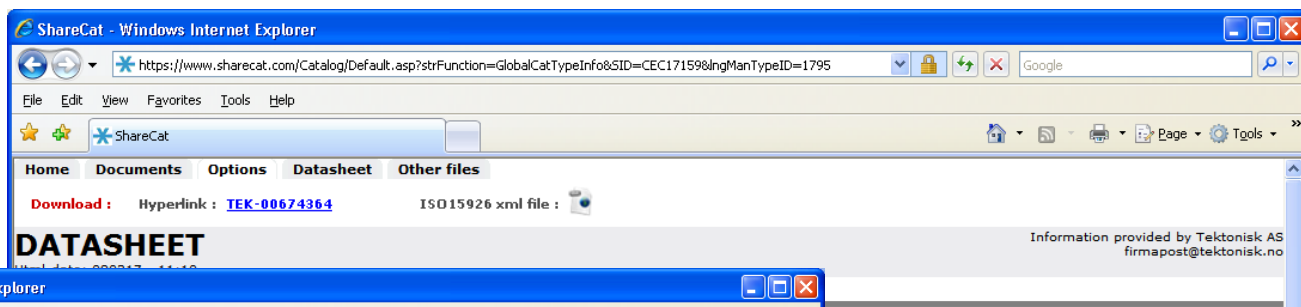 ShareCat - Windows Internet Explorer
https://www.sharecat.com/Catalog/Default.asp?strFunction=GlobalCatTypeInfo&SID=CEC17159&lngManTypeID=1795
Google
File Edit View Favorites Tools Help
ShareCat
Page Tools »
Home Documents Options Datasheet Other files
Download : Hyperlink : TEK-00674364 ISO15926 xml file :
DATASHEET
Information provided by Tektonisk AS
firmapost@tektonisk.no
xplorer